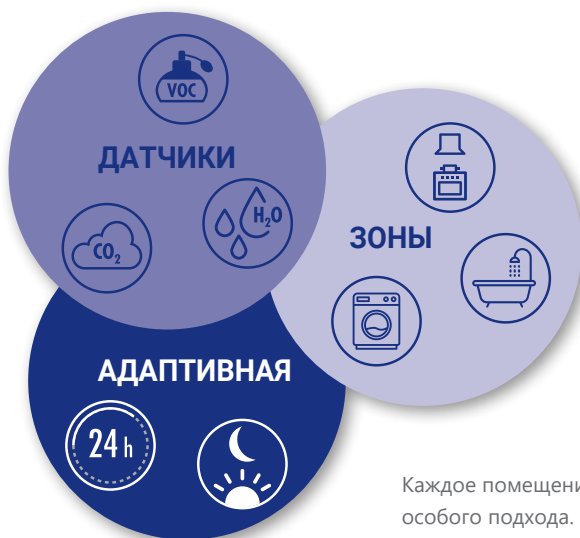 VOC
ДАТЧИКИ
CO₂
H₂O
ЗОНЫ
АДАПТИВНАЯ
24 h
Каждое помещени
особого подхода.